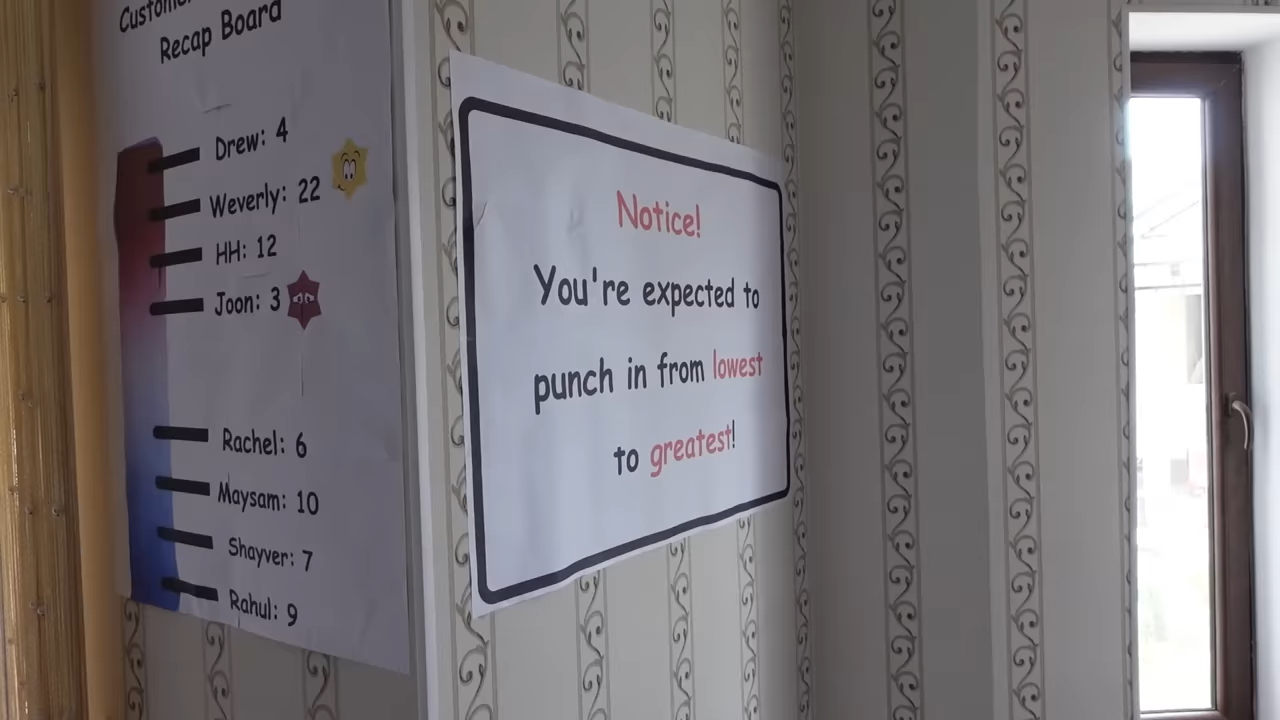 Customer
Recap Board
Drew: 4
Weverly: 22
HH: 12
Joon: 3
Rachel: 6
Maysam: 10
Shayver: 7
Rahul: 9
Notice!
You're expected to
punch in from lowest
to greatest!